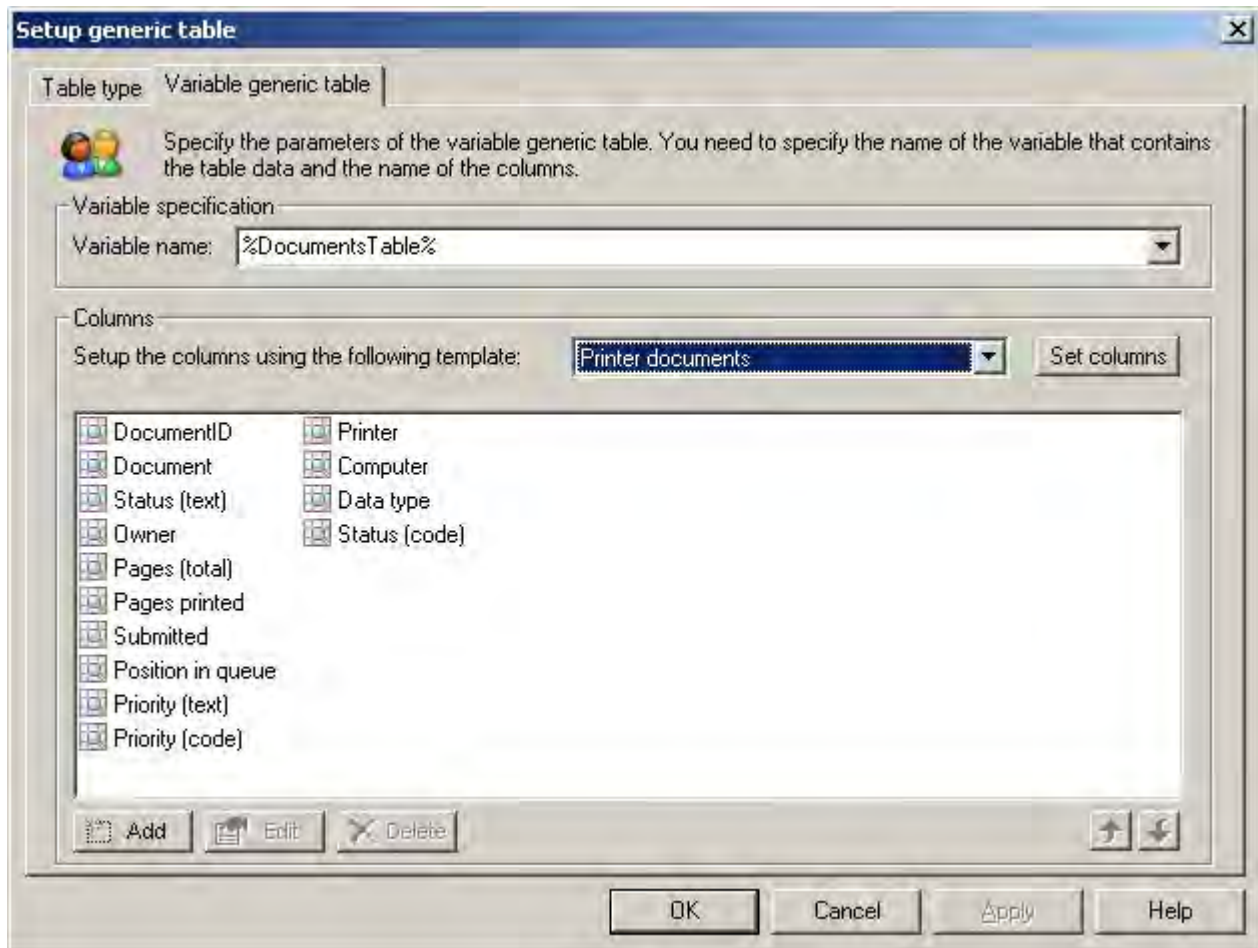 Setup generic table
Table type
Variable generic table
Specify the parameters of the variable generic table. You need to specify the name of the variable that contains
the table data and the name of the columns.
Variable specification
Variable name:
%DocumentsTable%
Columns
Setup the columns using the following template:
Printer documents
Set columns
DocumentID
Document
Status (text)
Owner
Pages (total)
Pages printed
Submitted
Position in queue
Priority (text)
Priority (code)
Printer
Computer
Data type
Status (code)
Add
Edit
Delete
OK
Cancel
Apply
Help